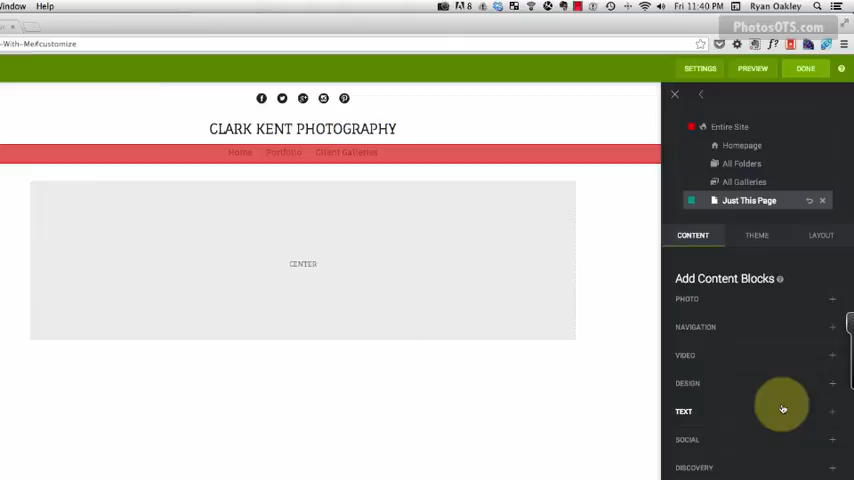 Window Help
8 Fri 11:40 PM Ryan Oakley
PhotosOTS.com
-With-Me#customize
f?
SETTINGS PREVIEW DONE ?
CLARK KENT PHOTOGRAPHY
Home Portfolio Client Galleries
CENTER
Entire Site
Homepage
All Folders
All Galleries
Just This Page
CONTENT THEME LAYOUT
Add Content Blocks ?
PHOTO +
NAVIGATION +
VIDEO +
DESIGN +
TEXT +
SOCIAL +
DISCOVERY +